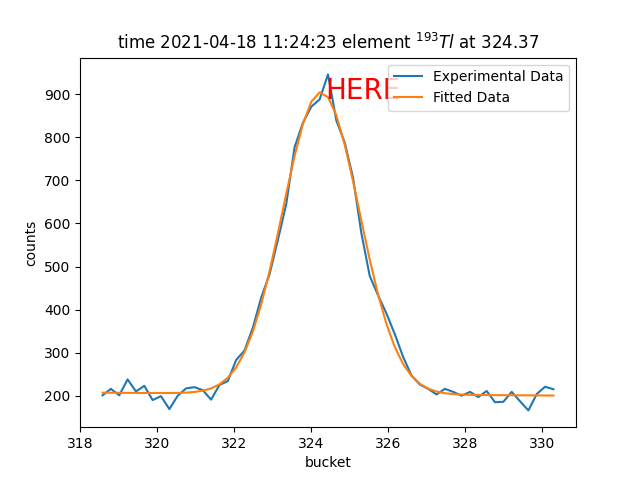 time 2021-04-18 11:24:23 element ¹⁹³Tl at 324.37
HERE
Experimental Data
Fitted Data
counts
900
800
700
600
500
400
300
200
318 320 322 324 326 328 330
bucket